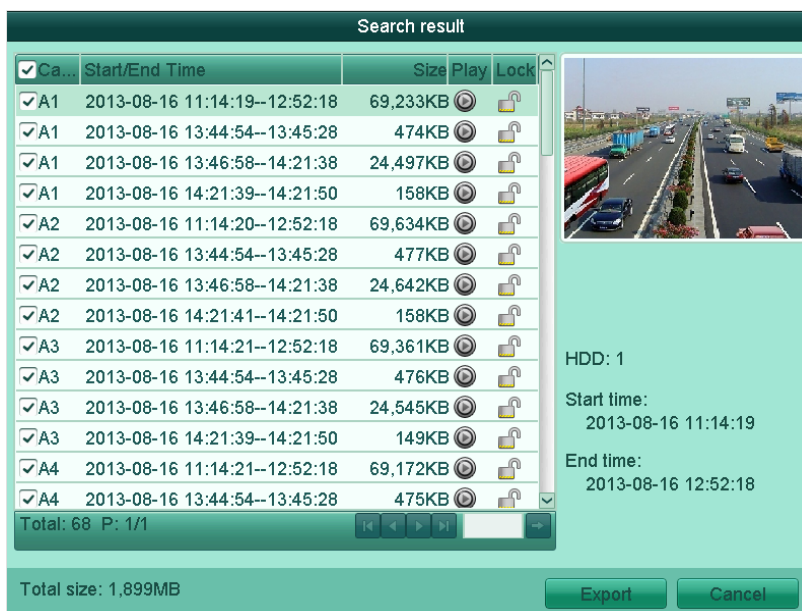 Search result
Ca... Start/End Time Size Play Lock
A1 2013-08-16 11:14:19--12:52:18 69,233KB
A1 2013-08-16 13:44:54--13:45:28 474KB
A1 2013-08-16 13:46:58--14:21:38 24,497KB
A1 2013-08-16 14:21:39--14:21:50 158KB
A2 2013-08-16 11:14:20--12:52:18 69,634KB
A2 2013-08-16 13:44:54--13:45:28 477KB
A2 2013-08-16 13:46:58--14:21:38 24,642KB
A2 2013-08-16 14:21:41--14:21:50 158KB
A3 2013-08-16 11:14:21--12:52:18 69,361KB
A3 2013-08-16 13:44:54--13:45:28 476KB
A3 2013-08-16 13:46:58--14:21:38 24,545KB
A3 2013-08-16 14:21:39--14:21:50 149KB
A4 2013-08-16 11:14:21--12:52:18 69,172KB
A4 2013-08-16 13:44:54--13:45:28 475KB
Total: 68 P: 1/1
HDD: 1
Start time:
2013-08-16 11:14:19
End time:
2013-08-16 12:52:18
Total size: 1,899MB
Export Cancel